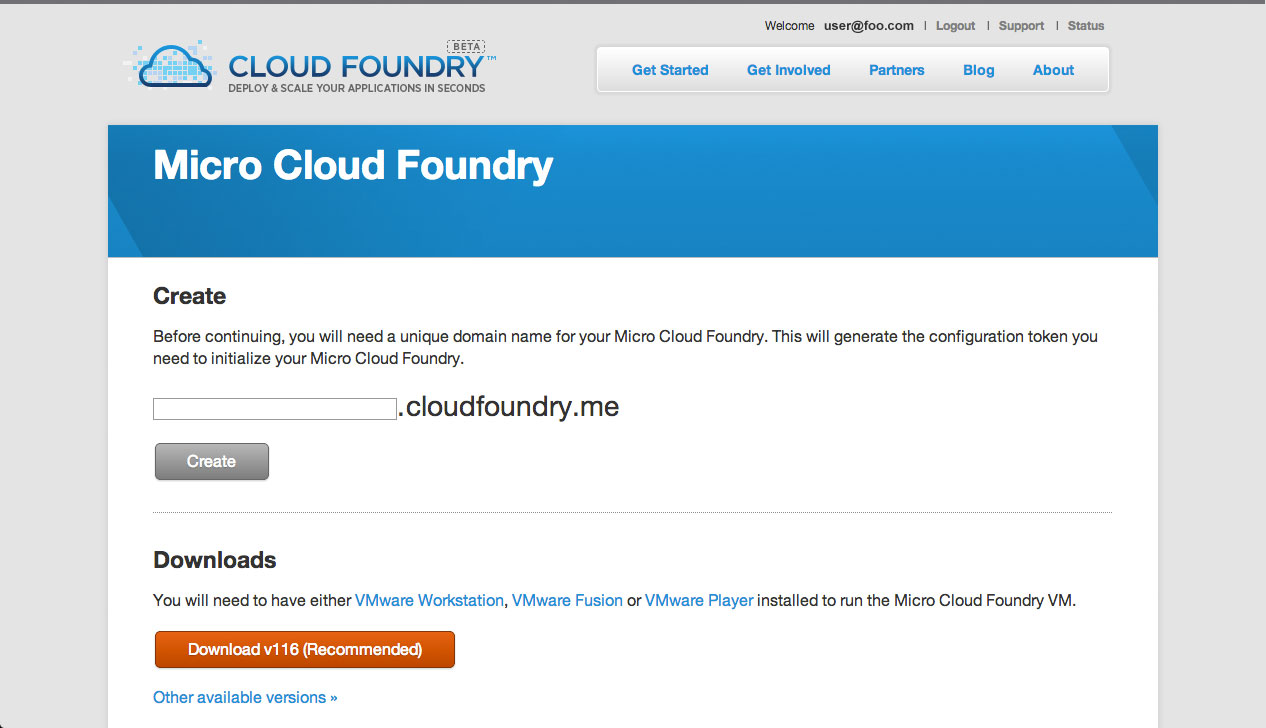 Welcome user@foo.com | Logout | Support | Status
BETA
CLOUD FOUNDRY™
DEPLOY & SCALE YOUR APPLICATIONS IN SECONDS
Get Started Get Involved Partners Blog About
Micro Cloud Foundry
Create
Before continuing, you will need a unique domain name for your Micro Cloud Foundry. This will generate the configuration token you
need to initialize your Micro Cloud Foundry.
.cloudfoundry.me
Create
Downloads
You will need to have either VMware Workstation, VMware Fusion or VMware Player installed to run the Micro Cloud Foundry VM.
Download v116 (Recommended)
Other available versions »